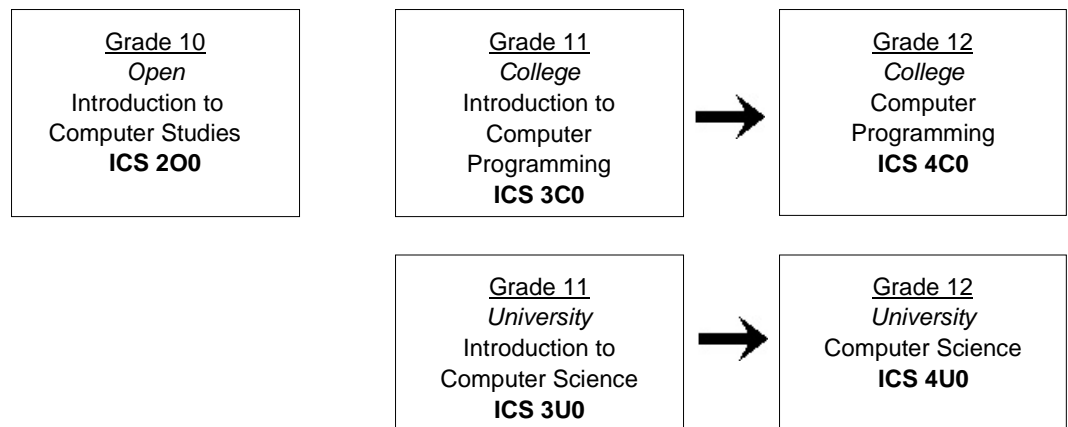 Grade 10
Open
Introduction to
Computer Studies
ICS 2O0
Grade 11
College
Introduction to
Computer
Programming
ICS 3C0
Grade 12
College
Computer
Programming
ICS 4C0
Grade 11
University
Introduction to
Computer Science
ICS 3U0
Grade 12
University
Computer Science
ICS 4U0